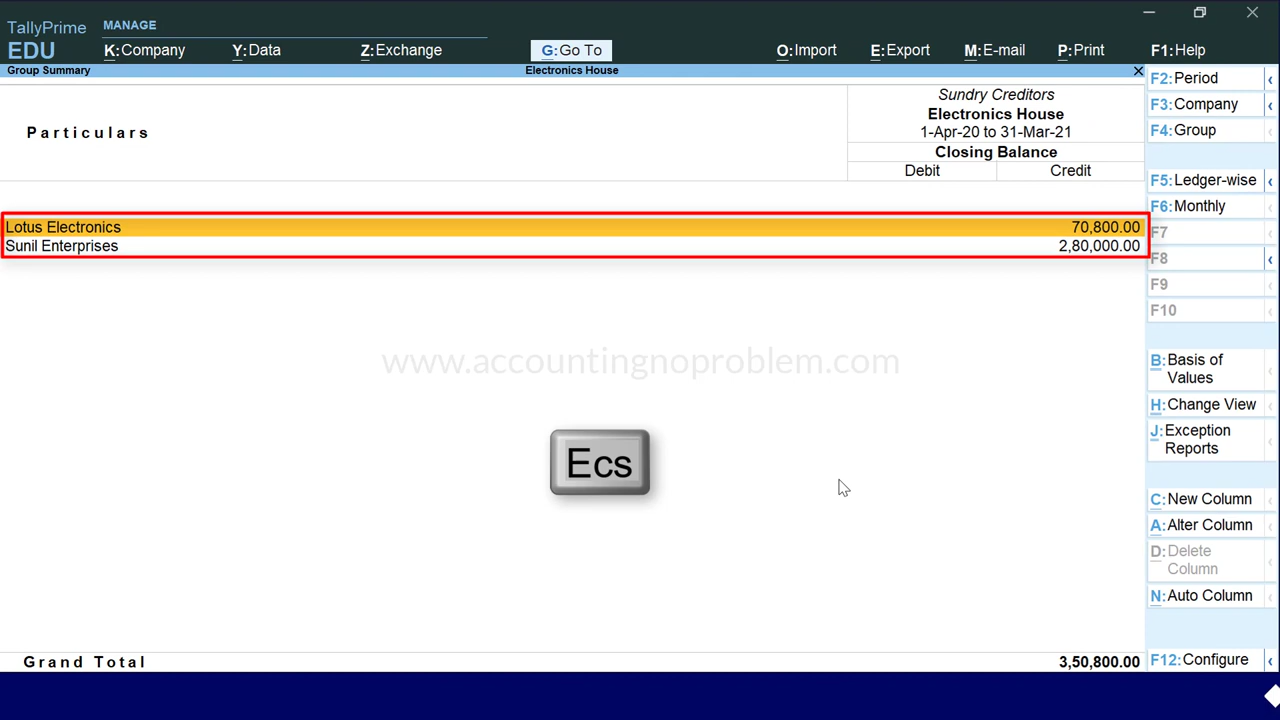 TallyPrime
EDU
MANAGE
K:Company
Y:Data
Z:Exchange
G:Go To
O:Import
E:Export
M:E-mail
P:Print
F1:Help
Group Summary
Electronics House
Particulars
Sundry Creditors
Electronics House
1-Apr-20 to 31-Mar-21
Closing Balance
Debit
Credit
Lotus Electronics 70,800.00
Sunil Enterprises 2,80,000.00
www.accountingnoproblem.com
Ecs
Grand Total 3,50,800.00
F2:Period
F3:Company
F4:Group
F5:Ledger-wise
F6:Monthly
F7
F8
F9
F10
B:Basis of
Values
H:Change View
J:Exception
Reports
C:New Column
A:Alter Column
D:Delete
Column
N:Auto Column
F12:Configure